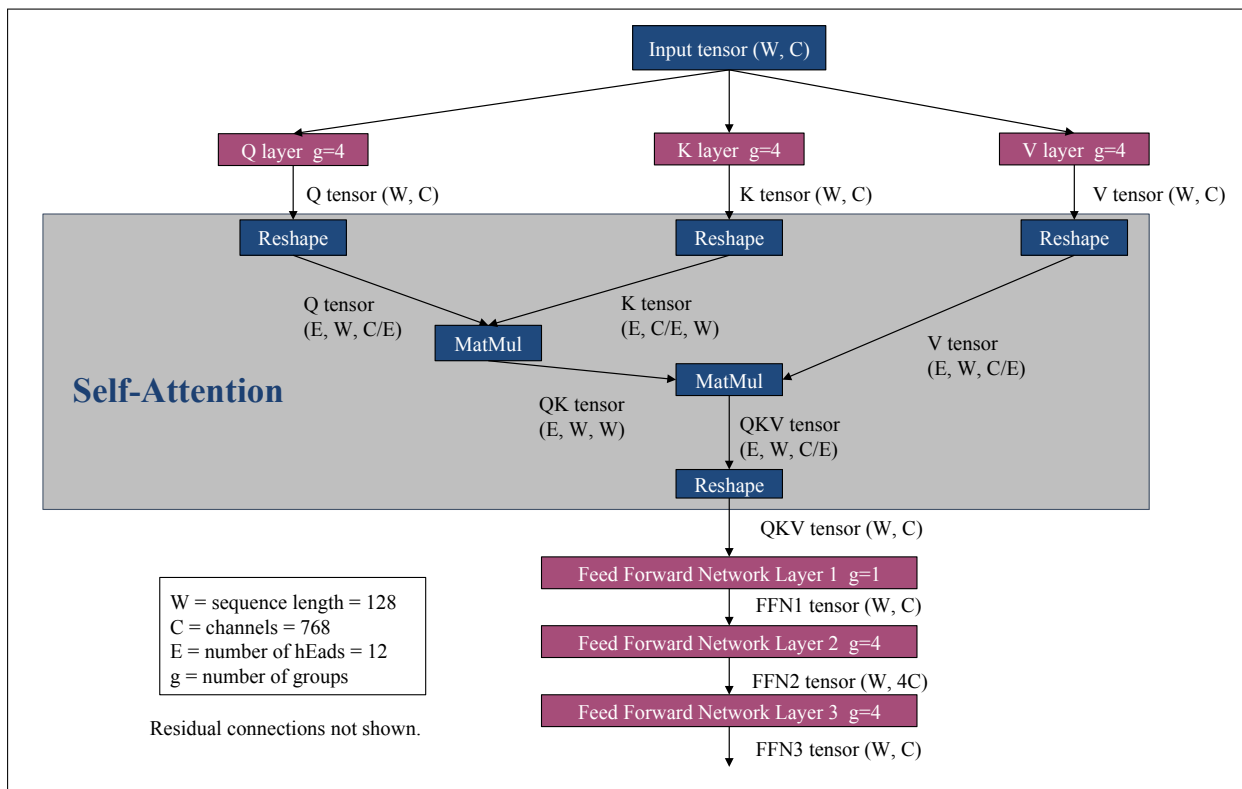 Input tensor (W, C)
Q layer  g=4
K layer  g=4
V layer  g=4
Q tensor (W, C)
K tensor (W, C)
V tensor (W, C)
Reshape
Reshape
Reshape
Q tensor
(E, W, C/E)
K tensor
(E, C/E, W)
MatMul
V tensor
(E, W, C/E)
MatMul
Self-Attention
QK tensor
(E, W, W)
QKV tensor
(E, W, C/E)
Reshape
QKV tensor (W, C)
Feed Forward Network Layer 1  g=1
FFN1 tensor (W, C)
Feed Forward Network Layer 2  g=4
FFN2 tensor (W, 4C)
Feed Forward Network Layer 3  g=4
FFN3 tensor (W, C)
W = sequence length = 128
C = channels = 768
E = number of hEads = 12
g = number of groups
Residual connections not shown.